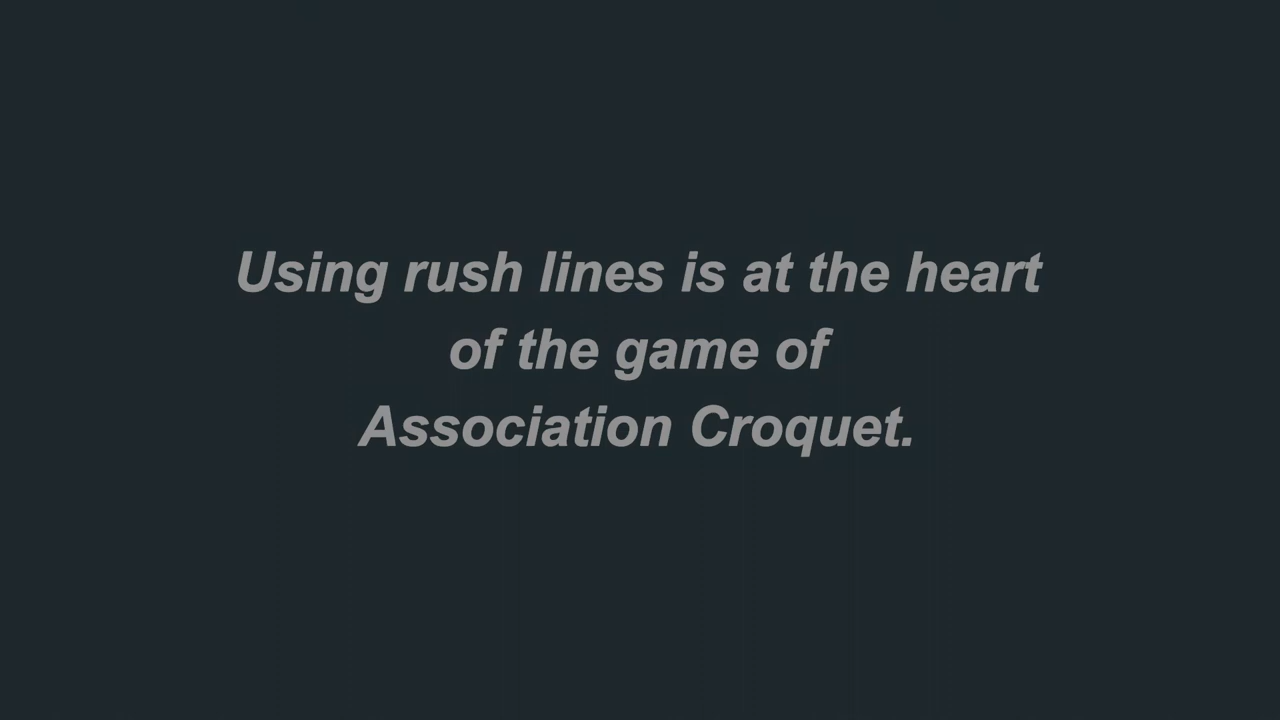 Using rush lines is at the heart
of the game of
Association Croquet.